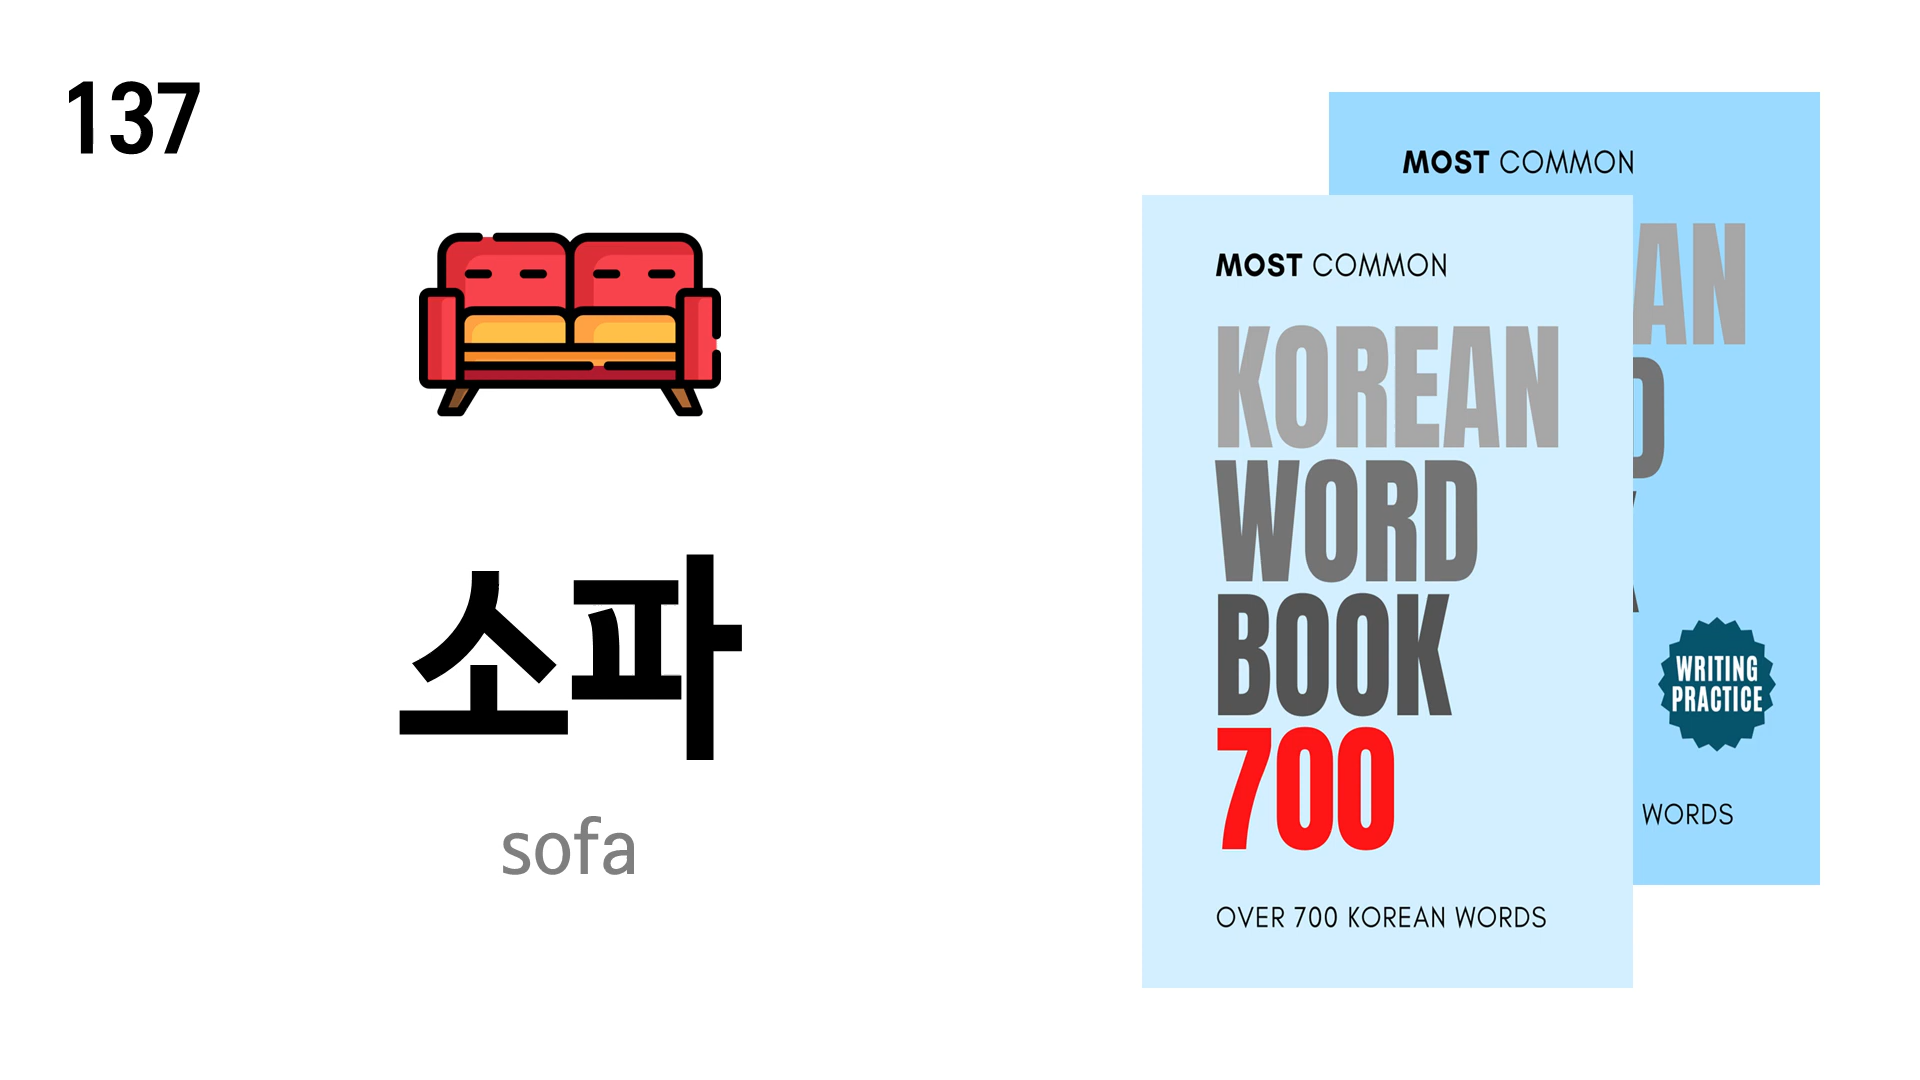 137
소파
sofa
MOST COMMON
KOREAN
WORD
BOOK
700
OVER 700 KOREAN WORDS
MOST COMMON
AN
D
WRITING
PRACTICE
WORDS